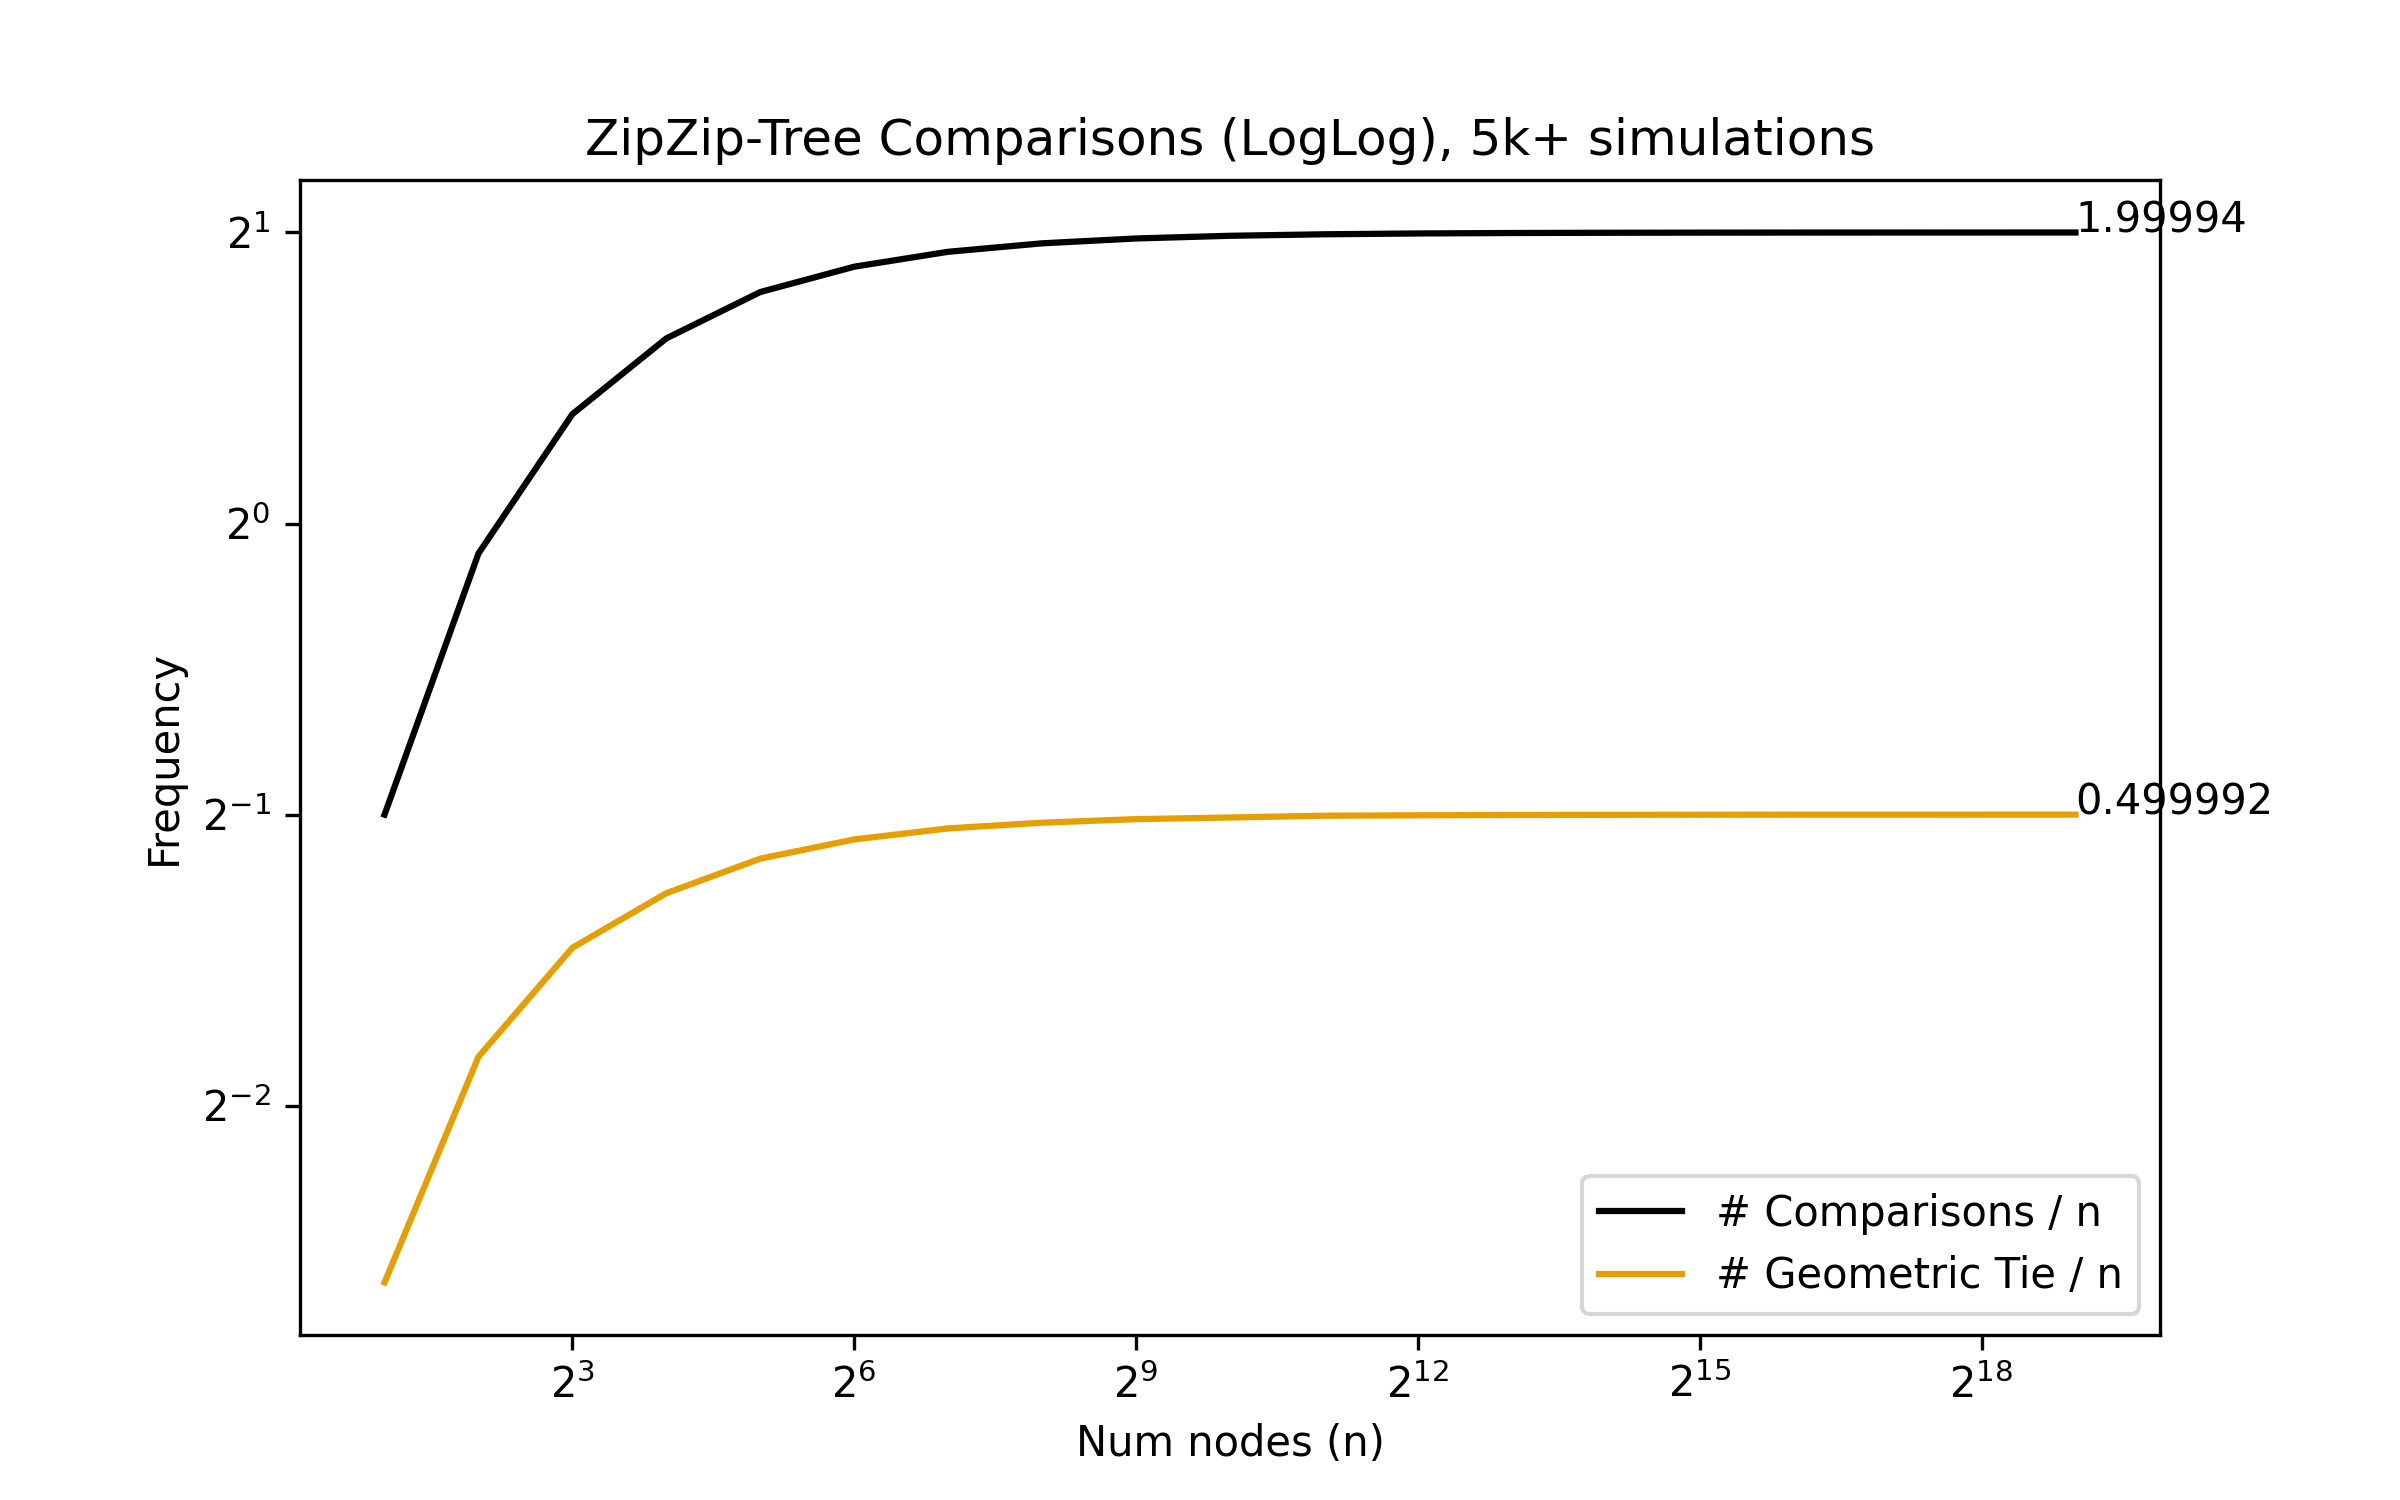 ZipZip-Tree Comparisons (LogLog), 5k+ simulations
2¹
2⁰
2⁻¹
2⁻²
Frequency
1.99994
0.499992
# Comparisons / n
# Geometric Tie / n
2³ 2⁶ 2⁹ 2¹² 2¹⁵ 2¹⁸
Num nodes (n)